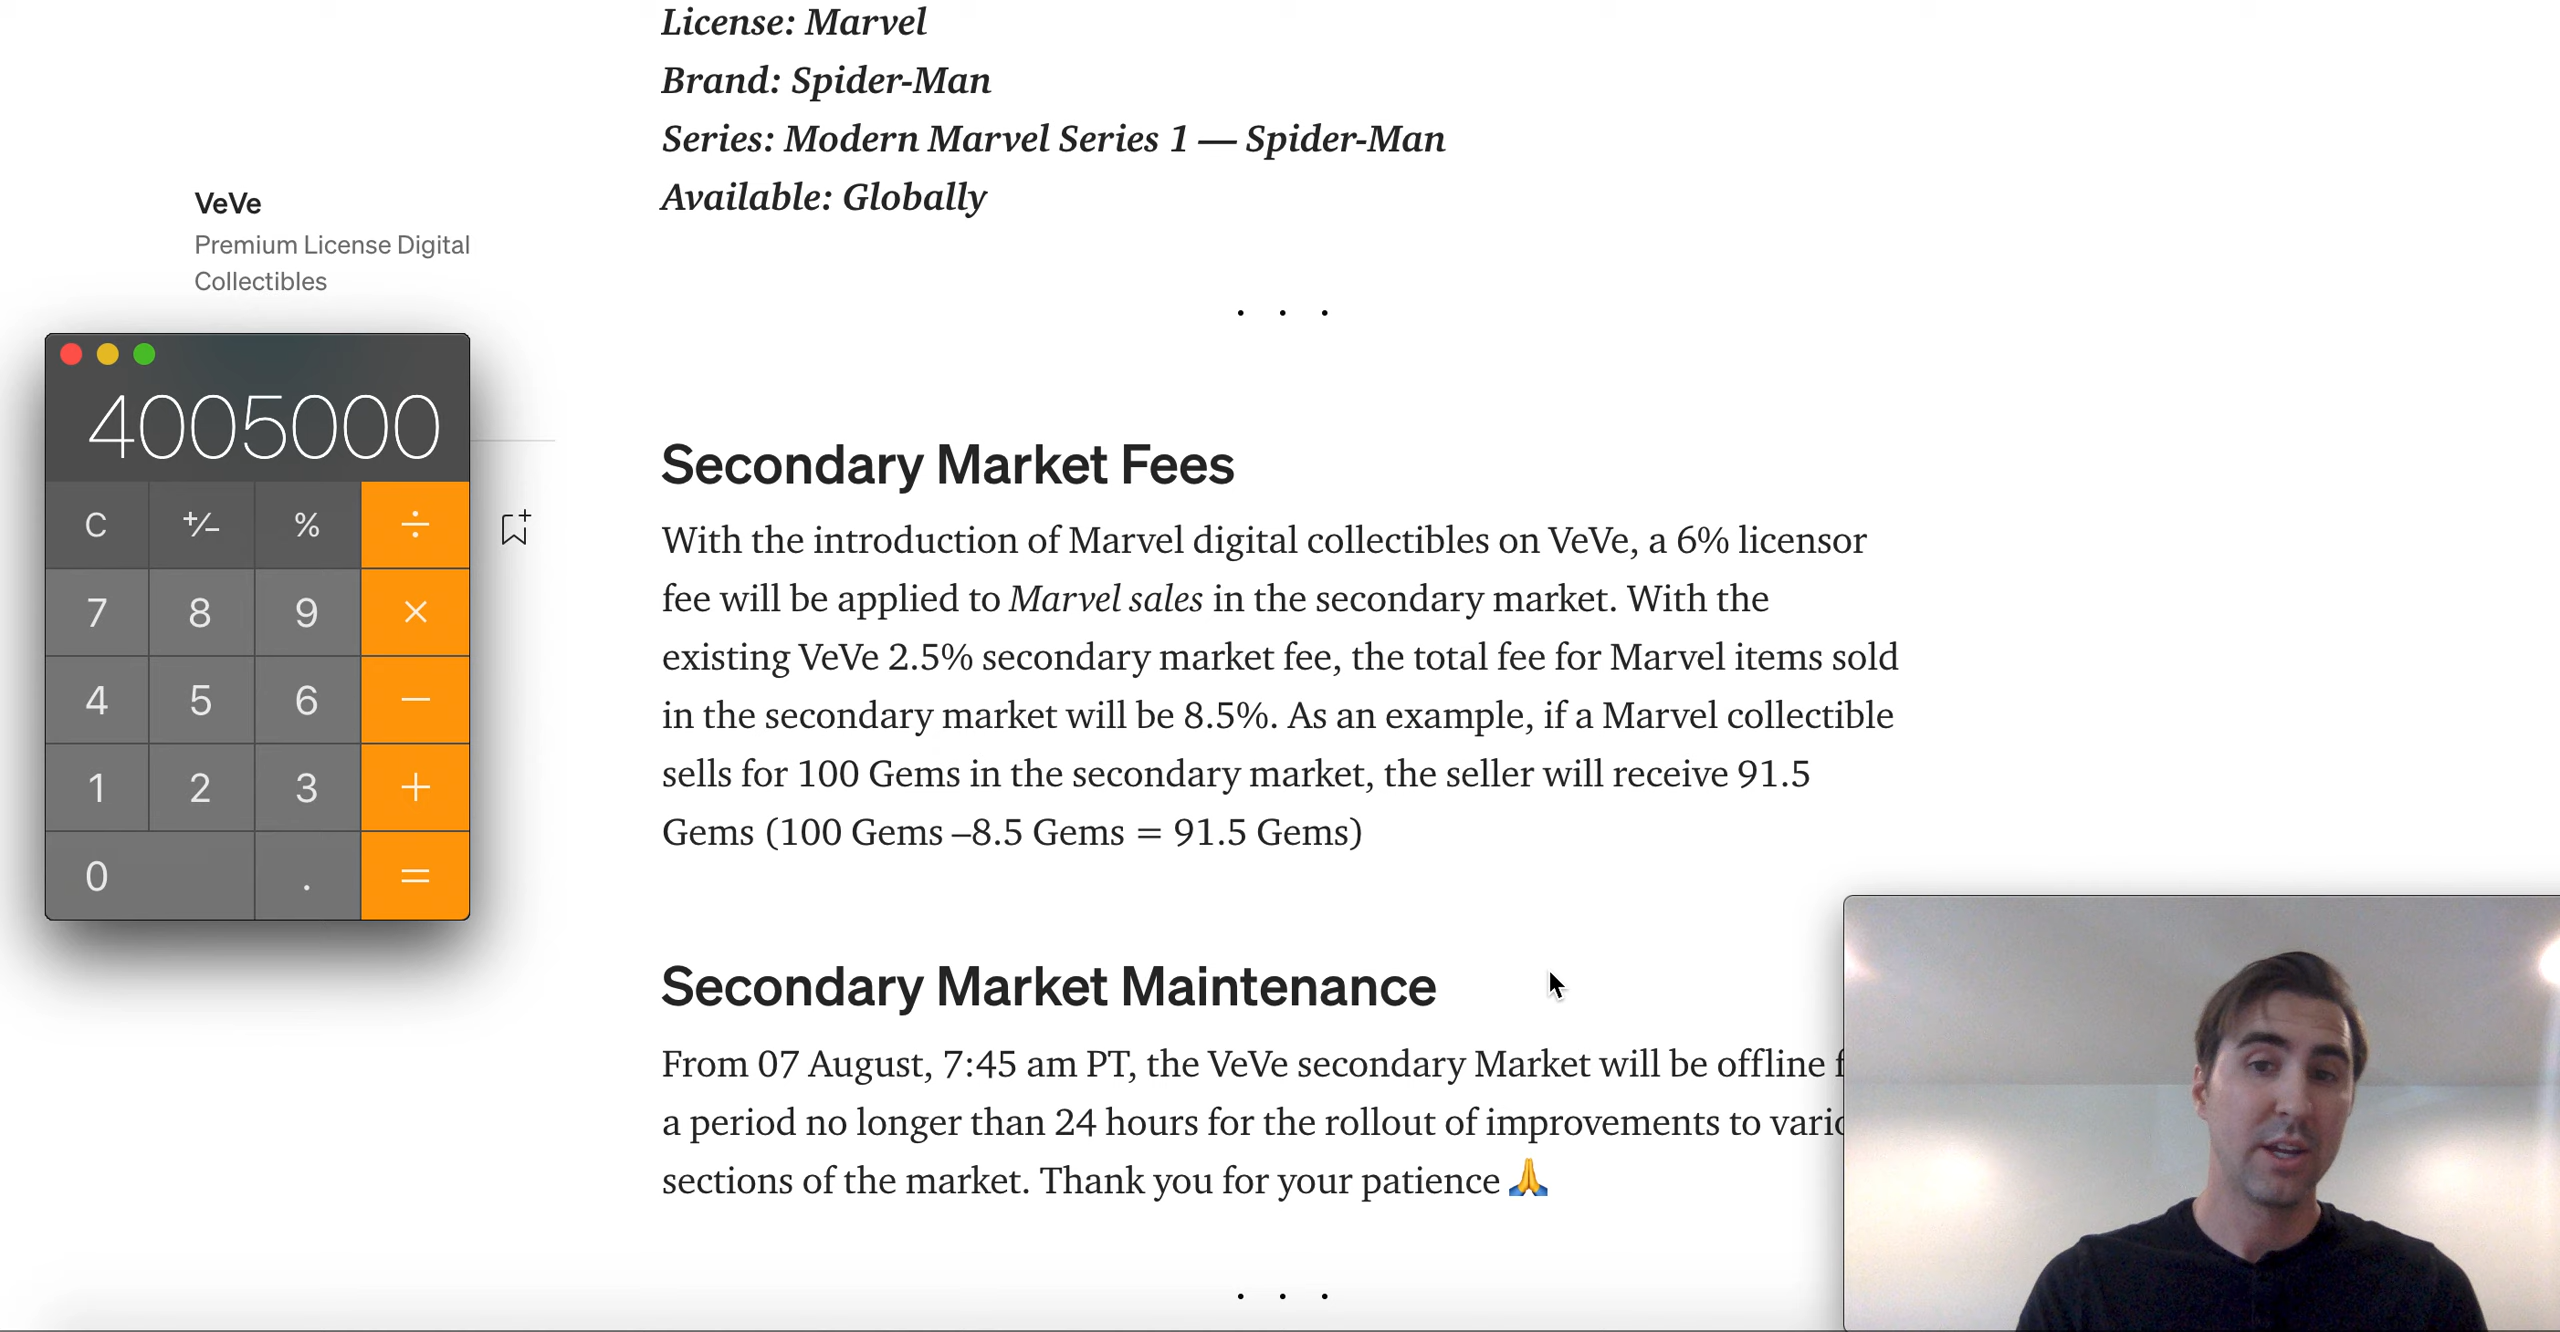 License: Marvel
Brand: Spider-Man
Series: Modern Marvel Series 1 — Spider-Man
Available: Globally
VeVe
Premium License Digital
Collectibles
4005000
C +/− % ÷
7 8 9 ×
4 5 6 −
1 2 3 +
0 . =
Secondary Market Fees
With the introduction of Marvel digital collectibles on VeVe, a 6% licensor
fee will be applied to Marvel sales in the secondary market. With the
existing VeVe 2.5% secondary market fee, the total fee for Marvel items sold
in the secondary market will be 8.5%. As an example, if a Marvel collectible
sells for 100 Gems in the secondary market, the seller will receive 91.5
Gems (100 Gems –8.5 Gems = 91.5 Gems)
Secondary Market Maintenance
From 07 August, 7:45 am PT, the VeVe secondary Market will be offline
a period no longer than 24 hours for the rollout of improvements to
sections of the market. Thank you for your patience 🙏